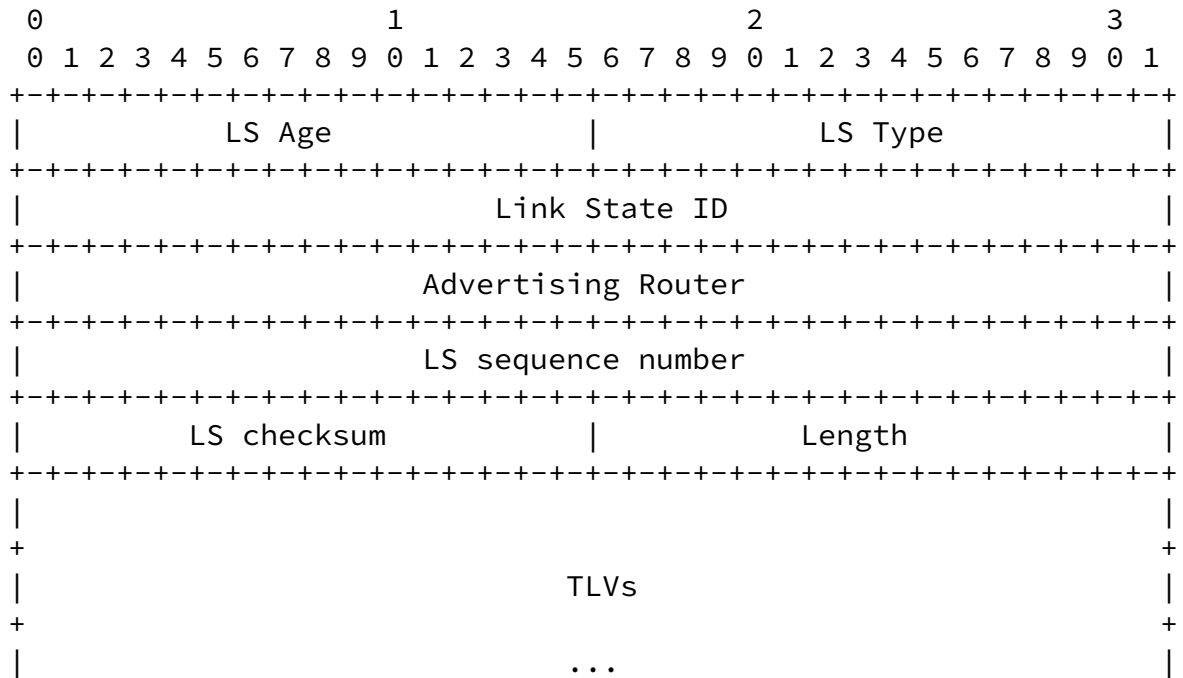 0                   1                   2                   3
 0 1 2 3 4 5 6 7 8 9 0 1 2 3 4 5 6 7 8 9 0 1 2 3 4 5 6 7 8 9 0 1
+-+-+-+-+-+-+-+-+-+-+-+-+-+-+-+-+-+-+-+-+-+-+-+-+-+-+-+-+-+-+-+-+
|           LS Age              |            LS Type            |
+-+-+-+-+-+-+-+-+-+-+-+-+-+-+-+-+-+-+-+-+-+-+-+-+-+-+-+-+-+-+-+-+
|                          Link State ID                        |
+-+-+-+-+-+-+-+-+-+-+-+-+-+-+-+-+-+-+-+-+-+-+-+-+-+-+-+-+-+-+-+-+
|                      Advertising Router                       |
+-+-+-+-+-+-+-+-+-+-+-+-+-+-+-+-+-+-+-+-+-+-+-+-+-+-+-+-+-+-+-+-+
|                      LS sequence number                       |
+-+-+-+-+-+-+-+-+-+-+-+-+-+-+-+-+-+-+-+-+-+-+-+-+-+-+-+-+-+-+-+-+
|         LS checksum           |           Length              |
+-+-+-+-+-+-+-+-+-+-+-+-+-+-+-+-+-+-+-+-+-+-+-+-+-+-+-+-+-+-+-+-+
|                                                               |
+                                                               +
|                              TLVs                             |
+                                                               +
|                              ...                              |